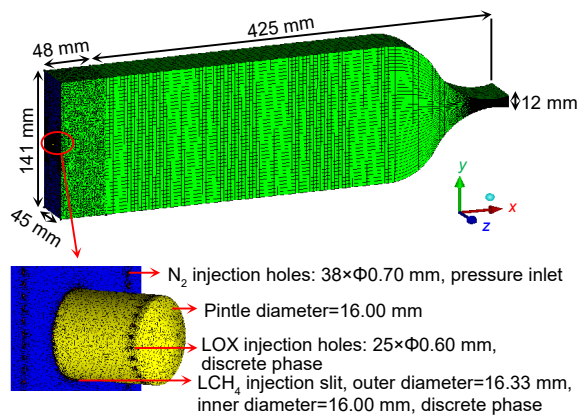 48 mm
425 mm
141 mm
12 mm
45 mm
y
x
z
N₂ injection holes: 38×Φ0.70 mm, pressure inlet
Pintle diameter=16.00 mm
LOX injection holes: 25×Φ0.60 mm,
discrete phase
LCH₄ injection slit, outer diameter=16.33 mm,
inner diameter=16.00 mm, discrete phase